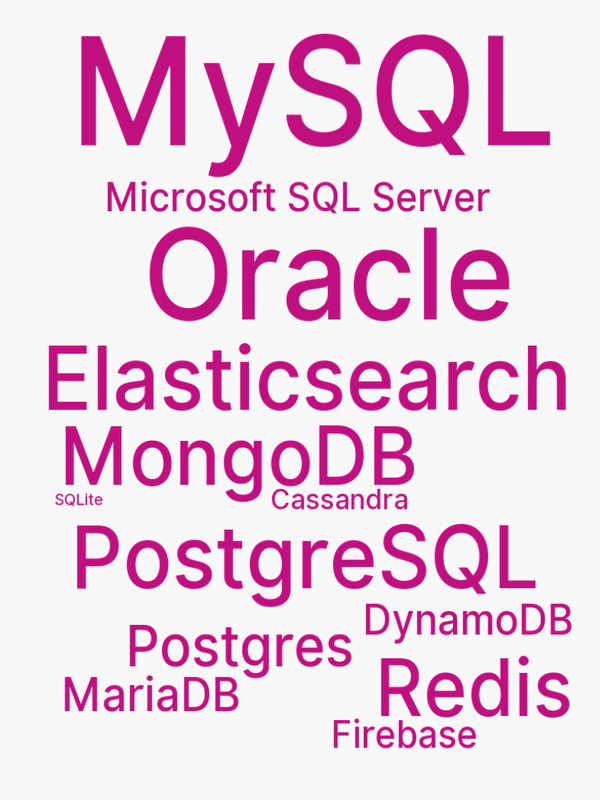 MySQL
Microsoft SQL Server
Oracle
Elasticsearch
MongoDB
SQLite
Cassandra
PostgreSQL
DynamoDB
Postgres
Redis
MariaDB
Firebase